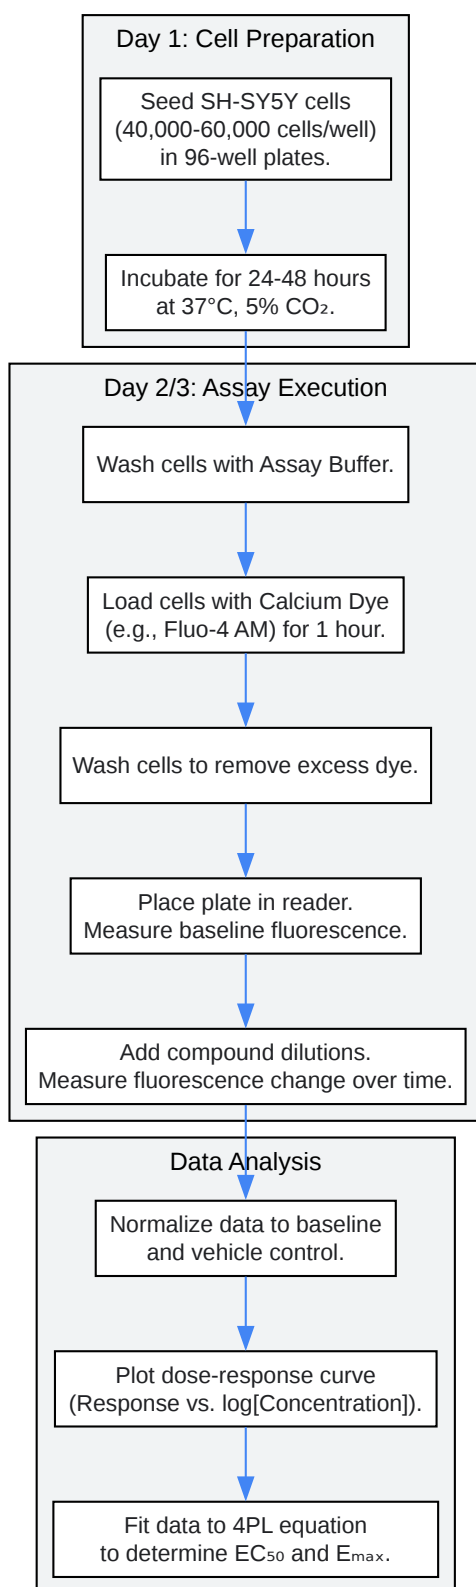 Day 1: Cell Preparation
Seed SH-SY5Y cells
(40,000-60,000 cells/well)
in 96-well plates.
Incubate for 24-48 hours
at 37°C, 5% CO₂.
Day 2/3: Assay Execution
Wash cells with Assay Buffer.
Load cells with Calcium Dye
(e.g., Fluo-4 AM) for 1 hour.
Wash cells to remove excess dye.
Place plate in reader.
Measure baseline fluorescence.
Add compound dilutions.
Measure fluorescence change over time.
Data Analysis
Normalize data to baseline
and vehicle control.
Plot dose-response curve
(Response vs. log[Concentration]).
Fit data to 4PL equation
to determine EC₅₀ and Eₘₐₓ.